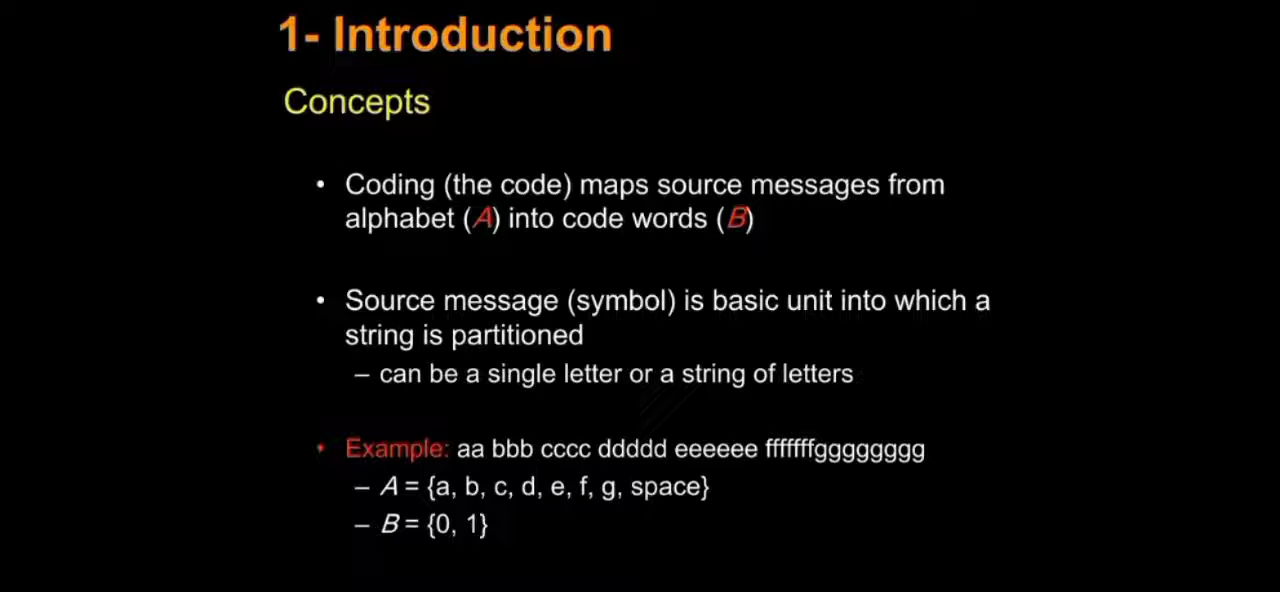 1- Introduction
Concepts
• Coding (the code) maps source messages from
alphabet (A) into code words (B)
• Source message (symbol) is basic unit into which a
string is partitioned
– can be a single letter or a string of letters
• Example: aa bbb cccc ddddd eeeeee fffffffgggggggg
– A = {a, b, c, d, e, f, g, space}
– B = {0, 1}